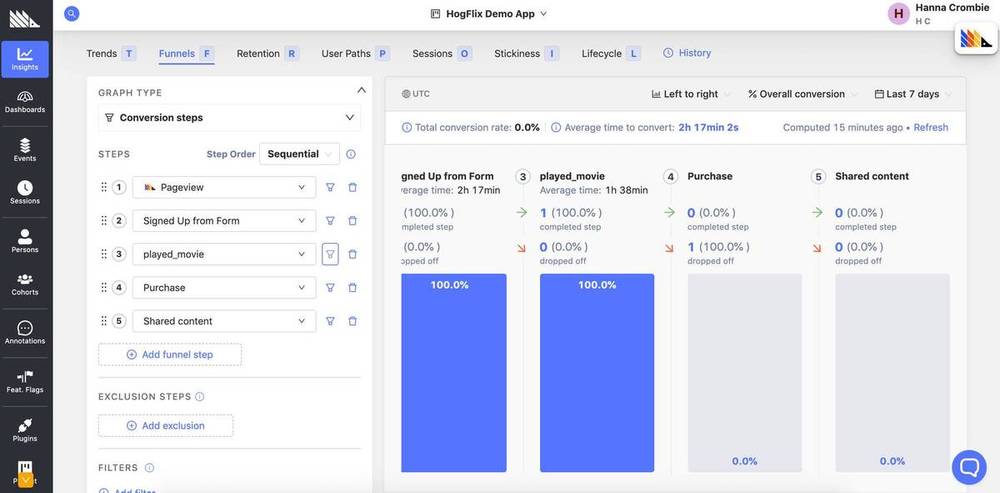 HogFlix Demo App
H
Hanna Crombie
H C
Insights
Dashboards
Events
Sessions
Persons
Cohorts
Annotations
Feat. Flags
Plugins
Trends T
Funnels F
Retention R
User Paths P
Sessions O
Stickiness I
Lifecycle L
History
GRAPH TYPE
Conversion steps
STEPS
Step Order
Sequential
1 Pageview
2 Signed Up from Form
3 played_movie
4 Purchase
5 Shared content
Add funnel step
EXCLUSION STEPS
Add exclusion
FILTERS
Add filter
UTC
Left to right
% Overall conversion
Last 7 days
Total conversion rate: 0.0%
Average time to convert: 2h 17min 2s
Computed 15 minutes ago • Refresh
gned Up from Form
verage time: 2h 17min
(100.0% )
mpleted step
(0.0% )
opped off
100.0%
3 played_movie
Average time: 1h 38min
1 (100.0% )
completed step
0 (0.0% )
dropped off
100.0%
4 Purchase
0 (0.0% )
completed step
1 (100.0% )
dropped off
0.0%
5 Shared content
0 (0.0% )
completed step
0 (0.0% )
dropped off
0.0%